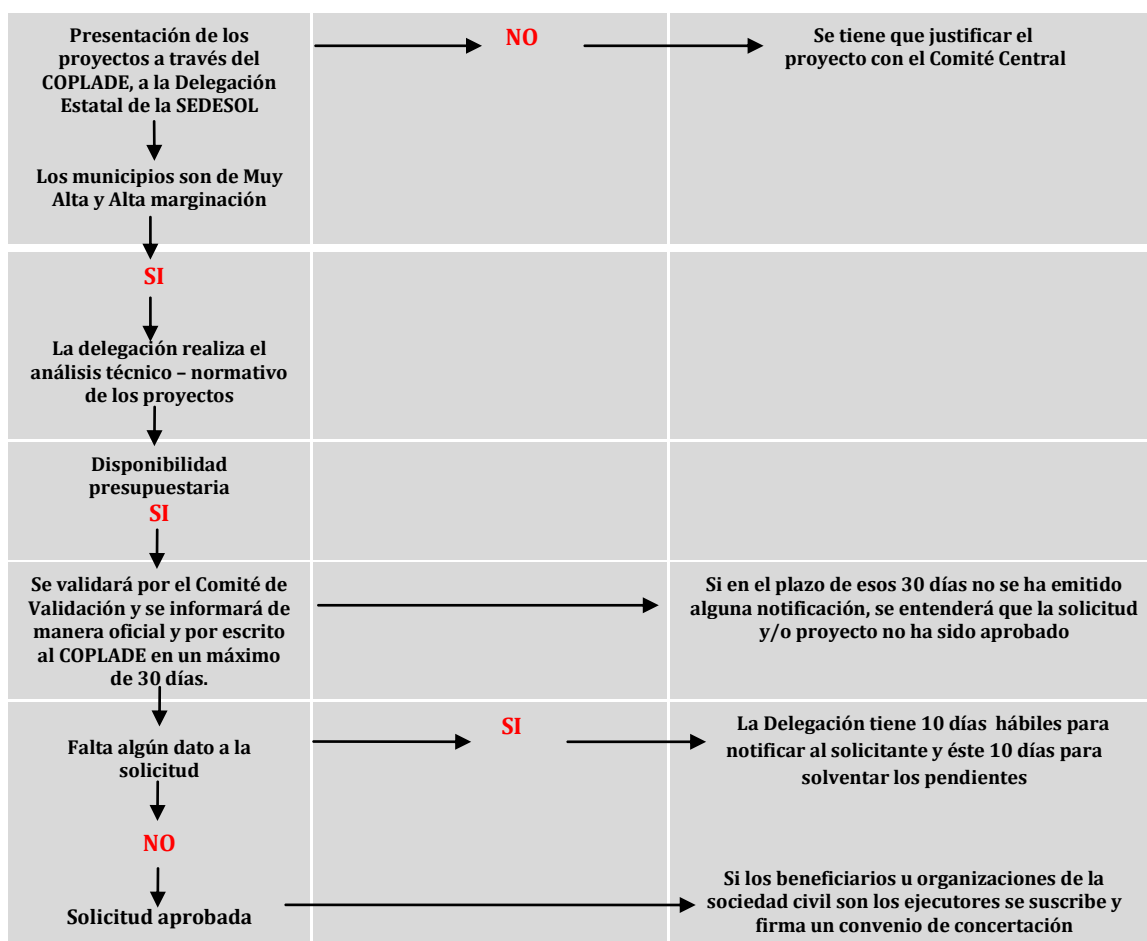 Presentación de los
proyectos a través del
COPLADE, a la Delegación
Estatal de la SEDESOL
NO
Se tiene que justificar el
proyecto con el Comité Central
Los municipios son de Muy
Alta y Alta marginación
SI
La delegación realiza el
análisis técnico – normativo
de los proyectos
Disponibilidad
presupuestaria
SI
Se validará por el Comité de
Validación y se informará de
manera oficial y por escrito
al COPLADE en un máximo
de 30 días.
Si en el plazo de esos 30 días no se ha emitido
alguna notificación, se entenderá que la solicitud
y/o proyecto no ha sido aprobado
Falta algún dato a la
solicitud
SI
La Delegación tiene 10 días hábiles para
notificar al solicitante y éste 10 días para
solventar los pendientes
NO
Solicitud aprobada
Si los beneficiarios u organizaciones de la
sociedad civil son los ejecutores se suscribe y
firma un convenio de concertación